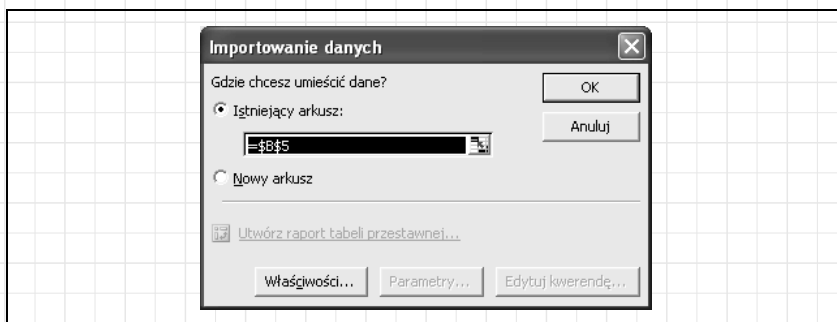 Importowanie danych
Gdzie chcesz umieścić dane?
Istniejący arkusz:
=$B$5
Nowy arkusz
Utwórz raport tabeli przestawnej...
OK
Anuluj
Właściwości...
Parametry...
Edytuj kwerendę...